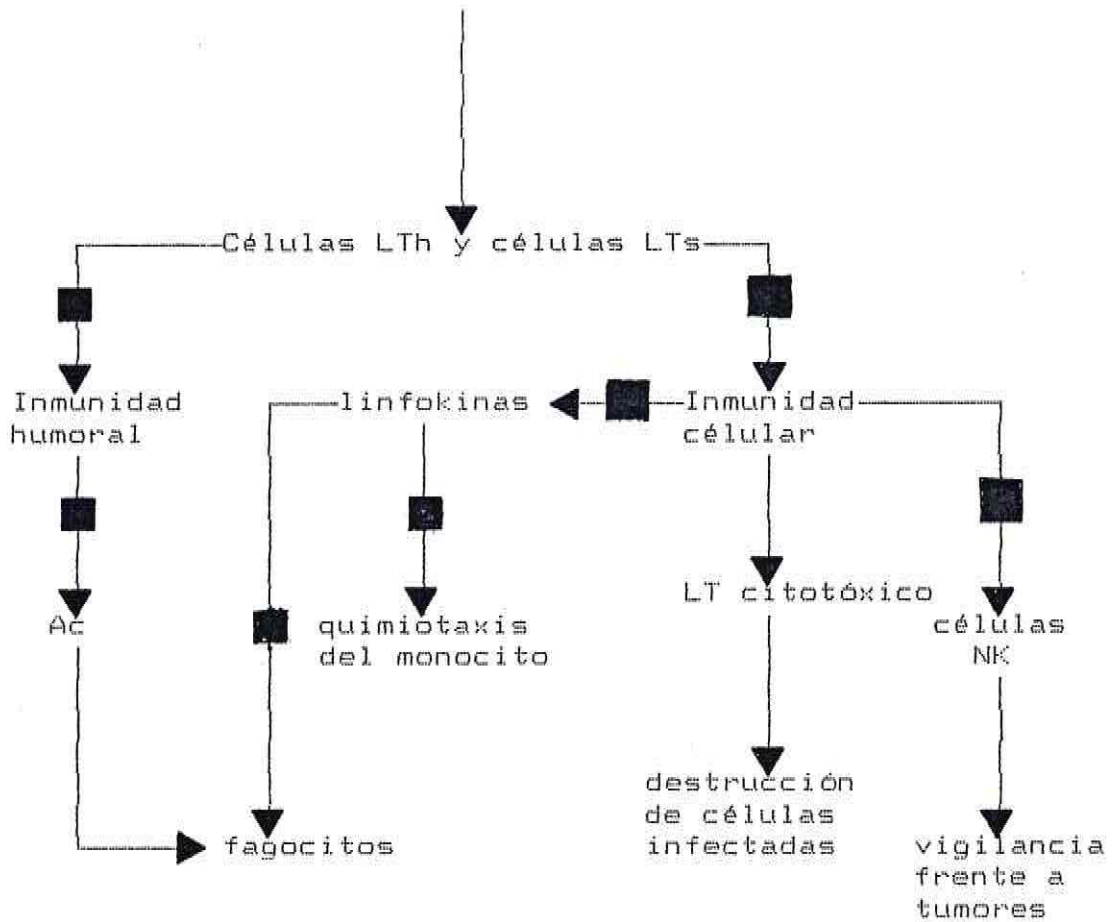 Células LTh y células LTs
Inmunidad
humoral
linfokinas
Inmunidad
célular
Ac
quimiotaxis
del monocito
LT citotóxico
células
NK
fagocitos
destrucción
de células
infectadas
vigilancia
frente a
tumores